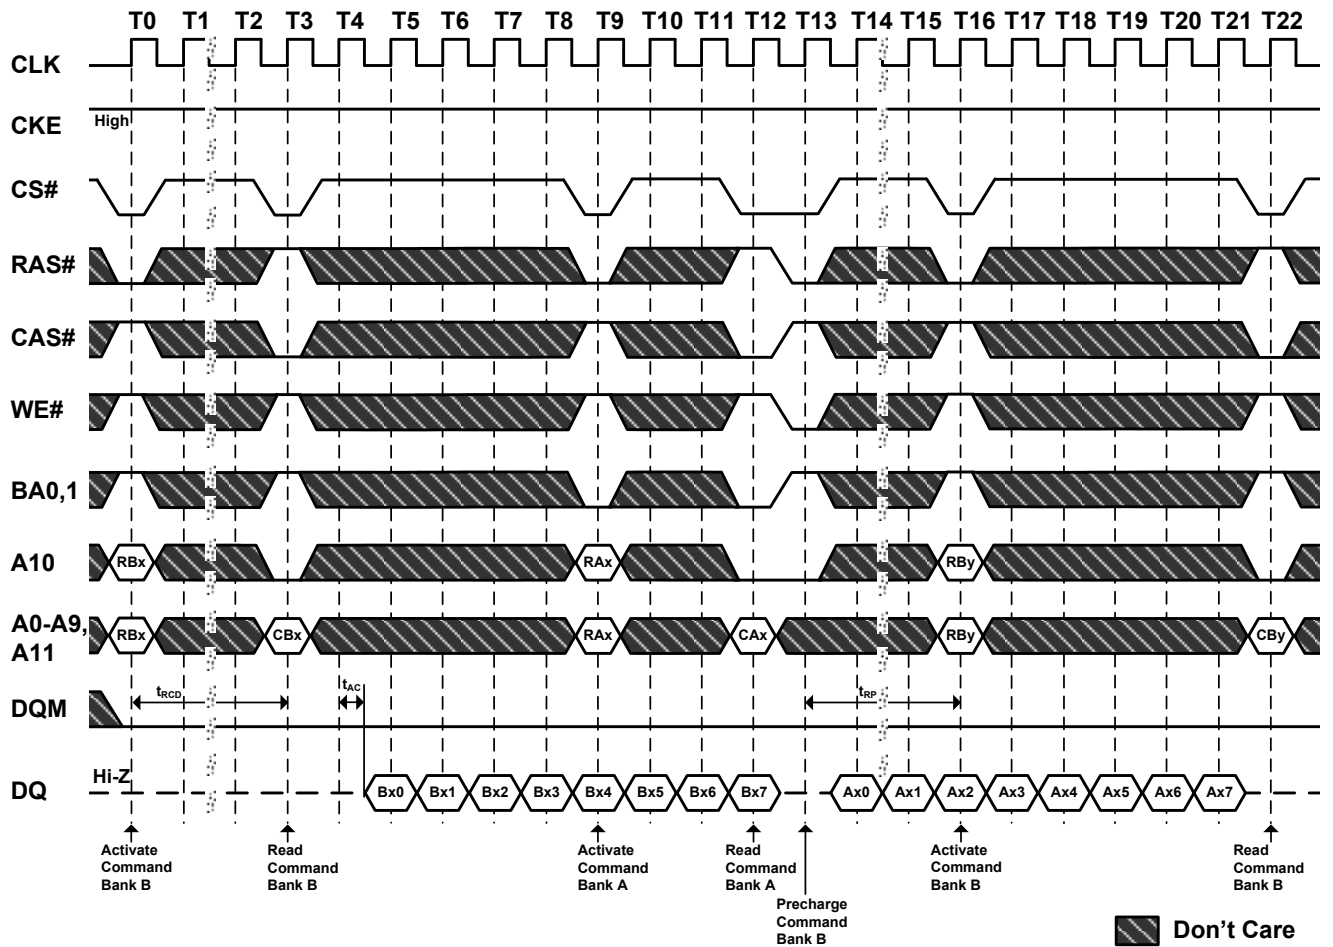 T0 T1 T2 T3 T4 T5 T6 T7 T8 T9 T10 T11 T12 T13 T14 T15 T16 T17 T18 T19 T20 T21 T22
CLK
CKE High
CS#
RAS#
CAS#
WE#
BA0,1
A10 RBx RAx RBy
A0-A9,
A11 RBx CBx RAx CAx RBy CBy
DQM tRCD tAC tRP
DQ Hi-Z Bx0 Bx1 Bx2 Bx3 Bx4 Bx5 Bx6 Bx7 Ax0 Ax1 Ax2 Ax3 Ax4 Ax5 Ax6 Ax7
Activate
Command
Bank B
Read
Command
Bank B
Activate
Command
Bank A
Read
Command
Bank A
Precharge
Command
Bank B
Activate
Command
Bank B
Read
Command
Bank B
Don't Care